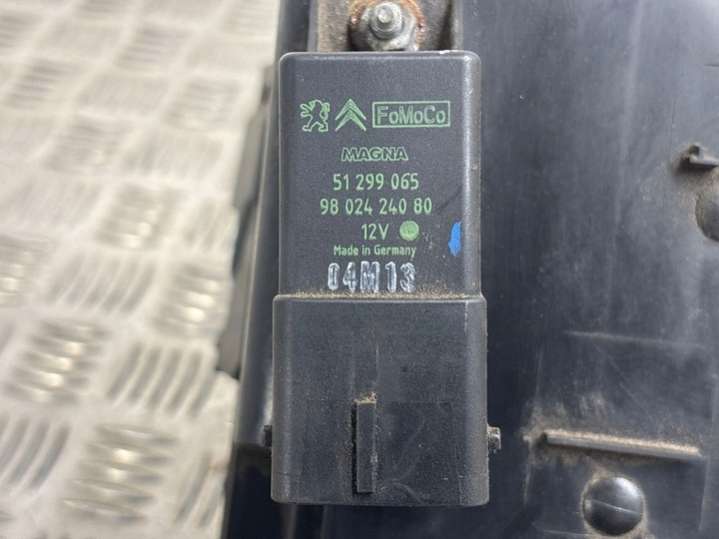 FoMoCo
MAGNA
51 299 065
98 024 240 80
12V
Made in Germany
04M13